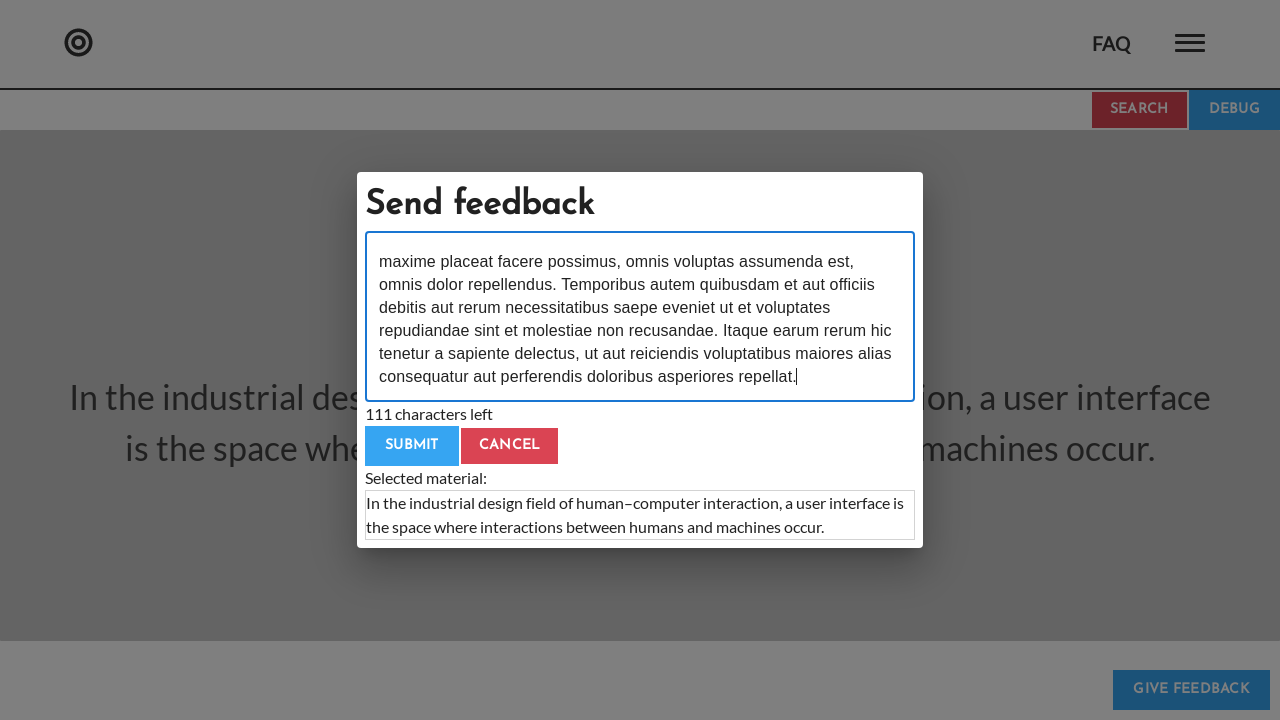 FAQ
SEARCH
DEBUG
In the industrial des
ion, a user interface
is the space whe
machines occur.
Send feedback
maxime placeat facere possimus, omnis voluptas assumenda est,
omnis dolor repellendus. Temporibus autem quibusdam et aut officiis
debitis aut rerum necessitatibus saepe eveniet ut et voluptates
repudiandae sint et molestiae non recusandae. Itaque earum rerum hic
tenetur a sapiente delectus, ut aut reiciendis voluptatibus maiores alias
consequatur aut perferendis doloribus asperiores repellat.
111 characters left
SUBMIT
CANCEL
Selected material:
In the industrial design field of human–computer interaction, a user interface is
the space where interactions between humans and machines occur.
GIVE FEEDBACK